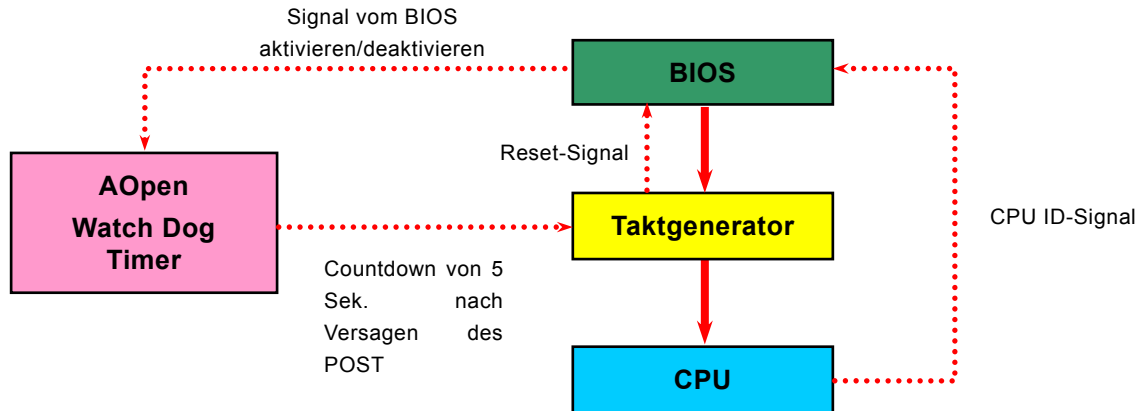 Signal vom BIOS
aktivieren/deaktivieren
BIOS
Reset-Signal
AOpen
Watch Dog
Timer
Taktgenerator
CPU ID-Signal
Countdown von 5
Sek. nach
Versagen des
POST
CPU